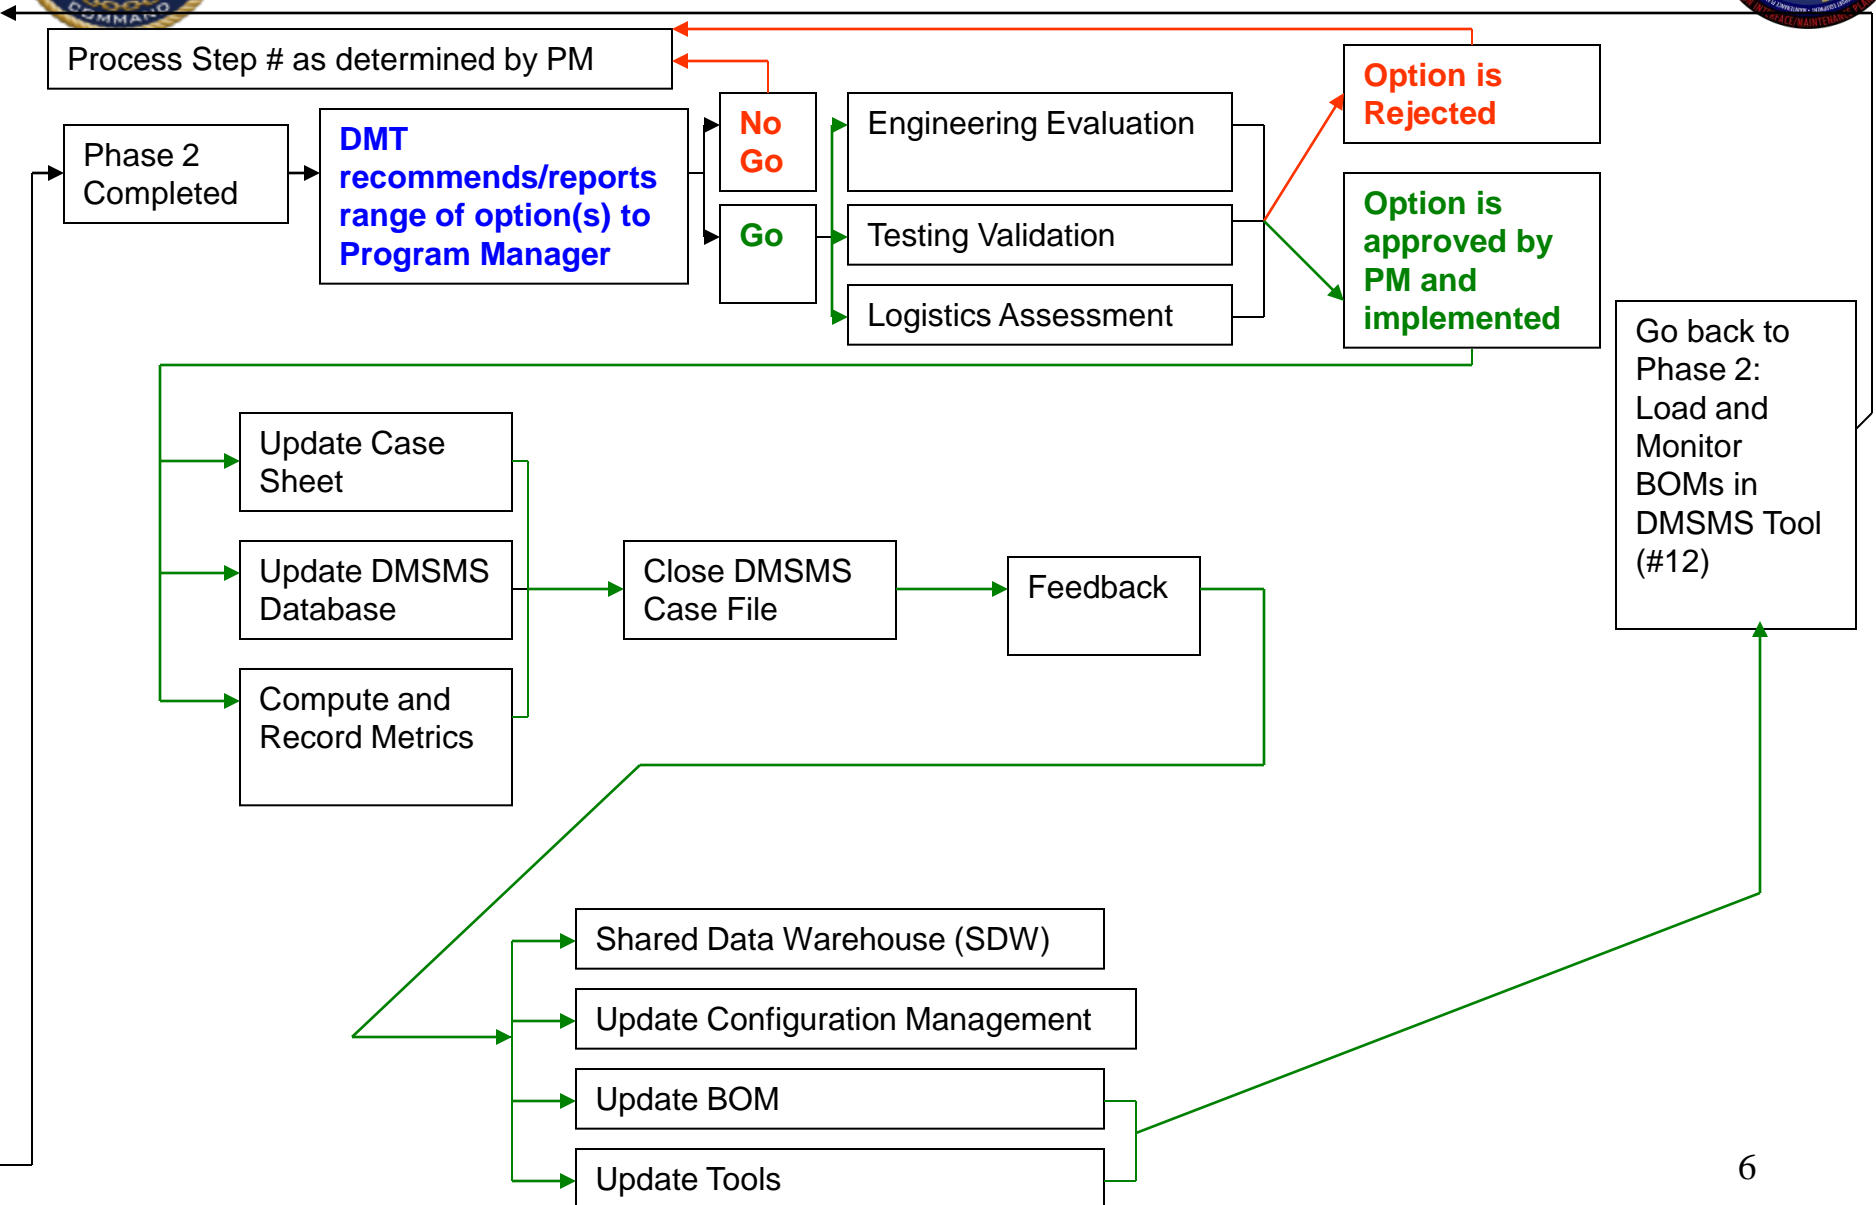 COMMAND
Process Step # as determined by PM
Phase 2
Completed
DMT
recommends/reports
range of option(s) to
Program Manager
No
Go
Go
Engineering Evaluation
Testing Validation
Logistics Assessment
Option is
Rejected
Option is
approved by
PM and
implemented
Go back to
Phase 2:
Load and
Monitor
BOMs in
DMSMS Tool
(#12)
Update Case
Sheet
Update DMSMS
Database
Compute and
Record Metrics
Close DMSMS
Case File
Feedback
Shared Data Warehouse (SDW)
Update Configuration Management
Update BOM
Update Tools
6